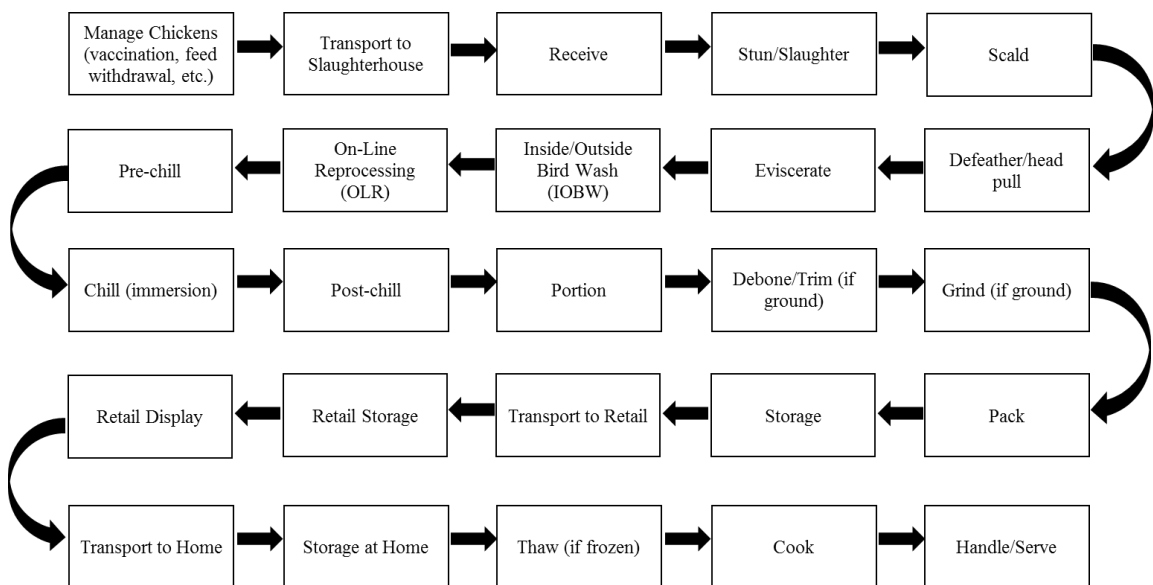 Manage Chickens
(vaccination, feed
withdrawal, etc.)
Transport to
Slaughterhouse
Receive
Stun/Slaughter
Scald
Defeather/head
pull
Eviscerate
Inside/Outside
Bird Wash
(IOBW)
On-Line
Reprocessing
(OLR)
Pre-chill
Chill (immersion)
Post-chill
Portion
Debone/Trim (if
ground)
Grind (if ground)
Pack
Storage
Transport to Retail
Retail Storage
Retail Display
Transport to Home
Storage at Home
Thaw (if frozen)
Cook
Handle/Serve